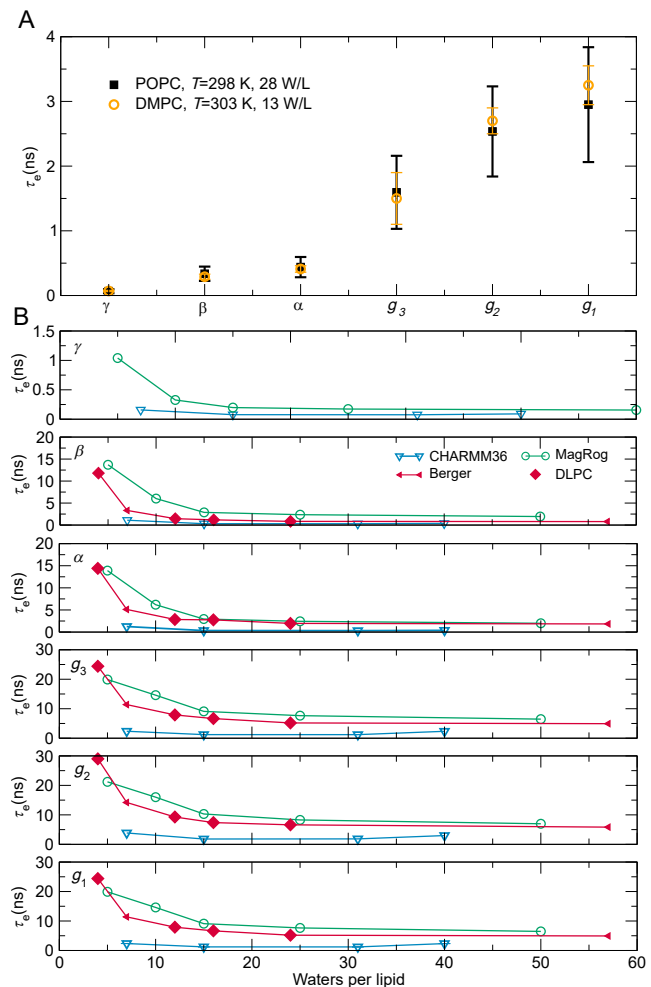 A
4
3
2
1
0
τe(ns)
POPC, T=298 K, 28 W/L
DMPC, T=303 K, 13 W/L
γ β α g3 g2 g1
B
γ
1.5
1
0.5
0
τe(ns)
β
20
15
10
5
0
τe(ns)
CHARMM36 MagRog
Berger DLPC
α
20
15
10
5
0
τe(ns)
g3
30
20
10
0
τe(ns)
g2
30
20
10
0
τe(ns)
g1
30
20
10
0
τe(ns)
0 10 20 30 40 50 60
Waters per lipid